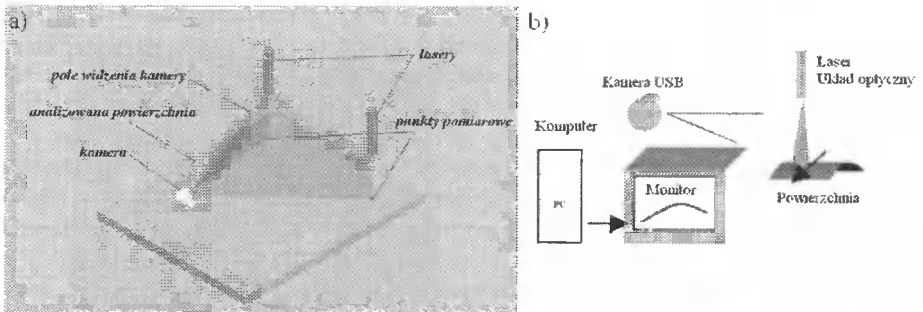 a)
lasery
pole widzenia kamery
analizowana powierzchnia
punkty pomiarowe
kamera
b)
Laser
Układ optyczny
Kamera USB
Komputer
PC
Monitor
Powierzchnia